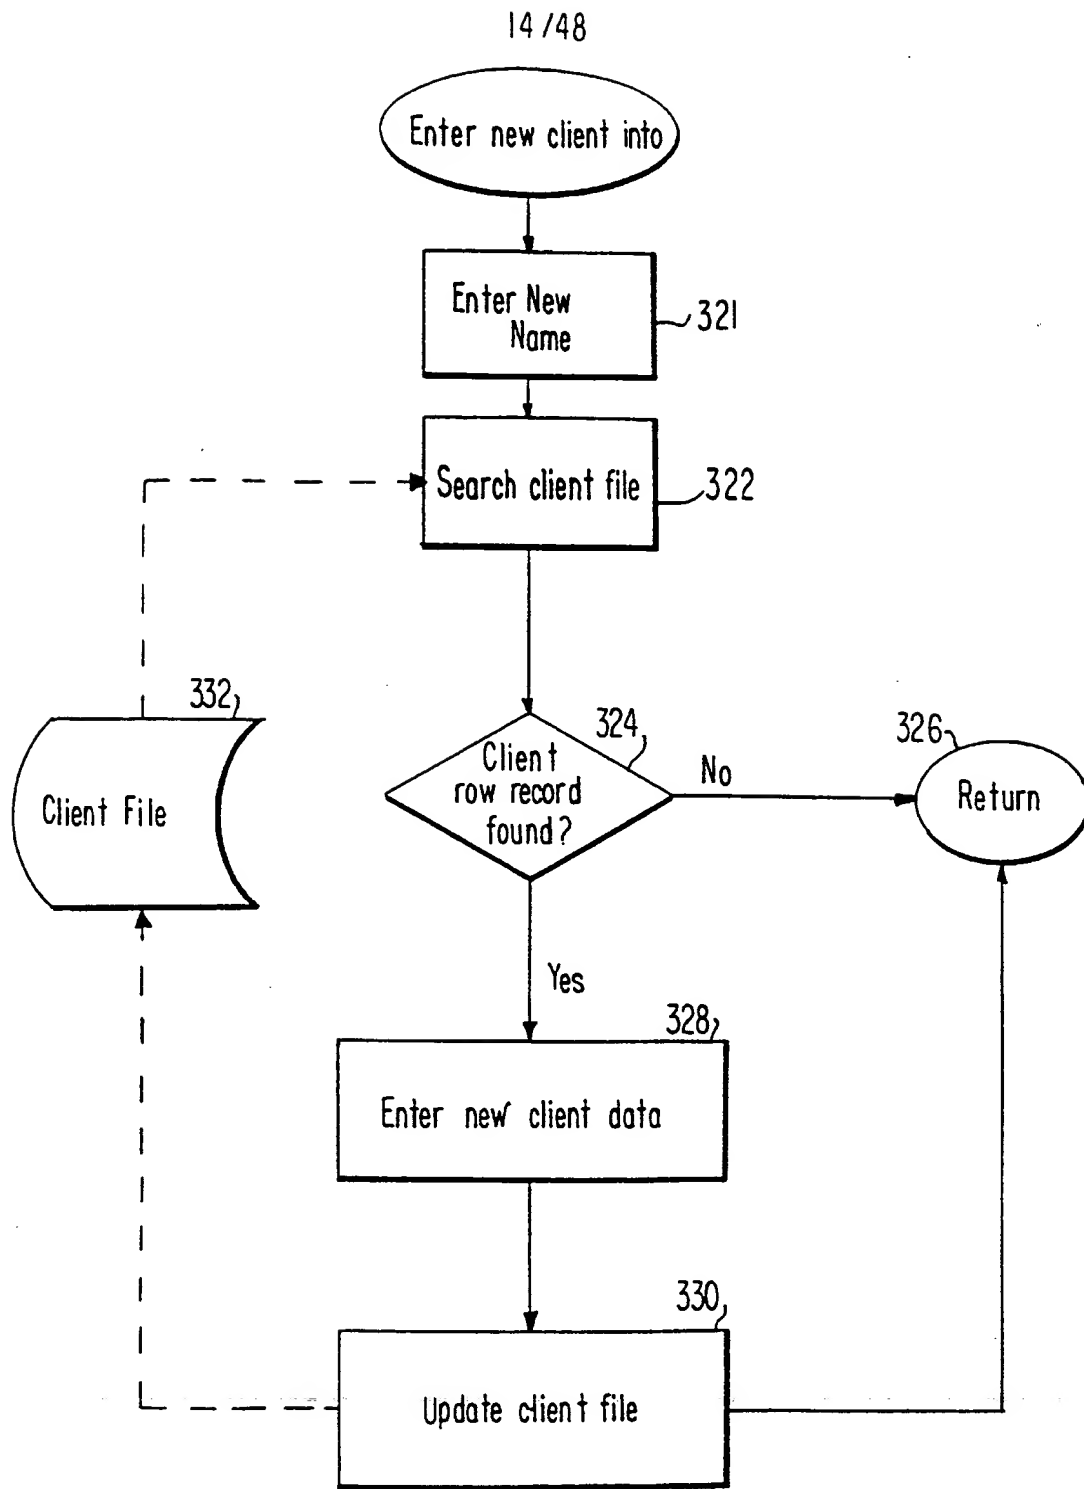 14/48
Enter new client into
Enter New
Name
321
Search client file
322
332
Client File
324
Client
row record
found?
No
326
Return
Yes
328
Enter new client data
330
Update client file